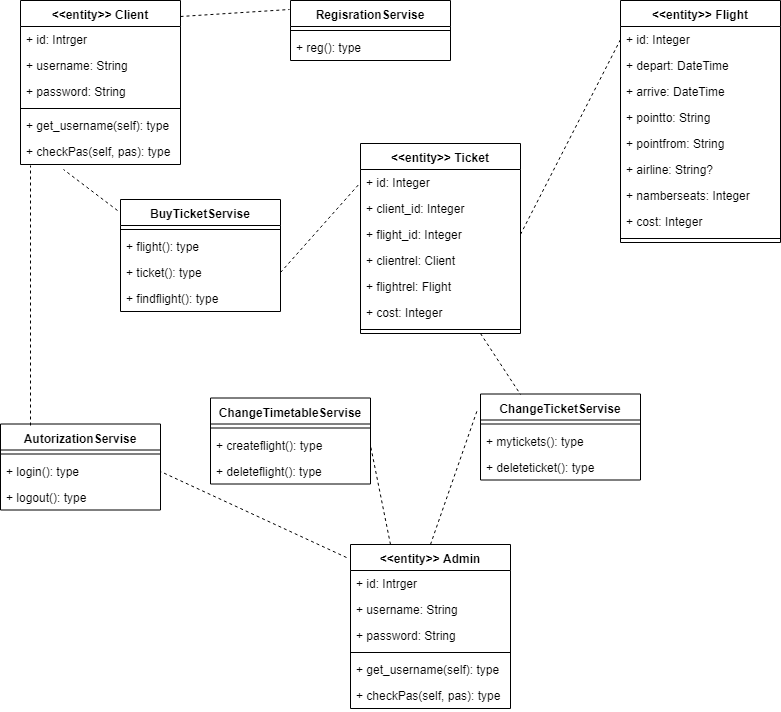 <<entity>> Client
+ id: Intrger
+ username: String
+ password: String
+ get_username(self): type
+ checkPas(self, pas): type
RegisrationServise
+ reg(): type
<<entity>> Flight
+ id: Integer
+ depart: DateTime
+ arrive: DateTime
+ pointto: String
+ pointfrom: String
+ airline: String?
+ namberseats: Integer
+ cost: Integer
<<entity>> Ticket
+ id: Integer
+ client_id: Integer
+ flight_id: Integer
+ clientrel: Client
+ flightrel: Flight
+ cost: Integer
BuyTicketServise
+ flight(): type
+ ticket(): type
+ findflight(): type
AutorizationServise
+ login(): type
+ logout(): type
ChangeTimetableServise
+ createflight(): type
+ deleteflight(): type
ChangeTicketServise
+ mytickets(): type
+ deleteticket(): type
<<entity>> Admin
+ id: Intrger
+ username: String
+ password: String
+ get_username(self): type
+ checkPas(self, pas): type